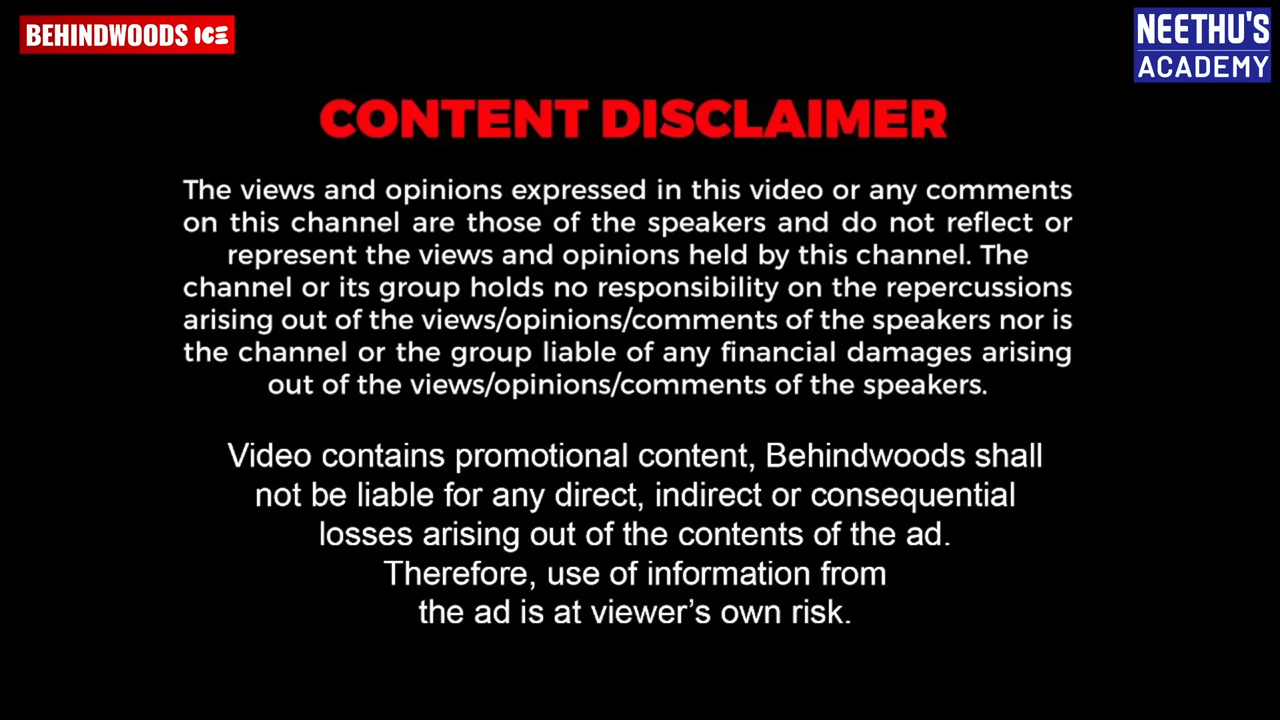 BEHINDWOODS ICE
NEETHU'S
ACADEMY
CONTENT DISCLAIMER
The views and opinions expressed in this video or any comments
on this channel are those of the speakers and do not reflect or
represent the views and opinions held by this channel. The
channel or its group holds no responsibility on the repercussions
arising out of the views/opinions/comments of the speakers nor is
the channel or the group liable of any financial damages arising
out of the views/opinions/comments of the speakers.
Video contains promotional content, Behindwoods shall
not be liable for any direct, indirect or consequential
losses arising out of the contents of the ad.
Therefore, use of information from
the ad is at viewer’s own risk.